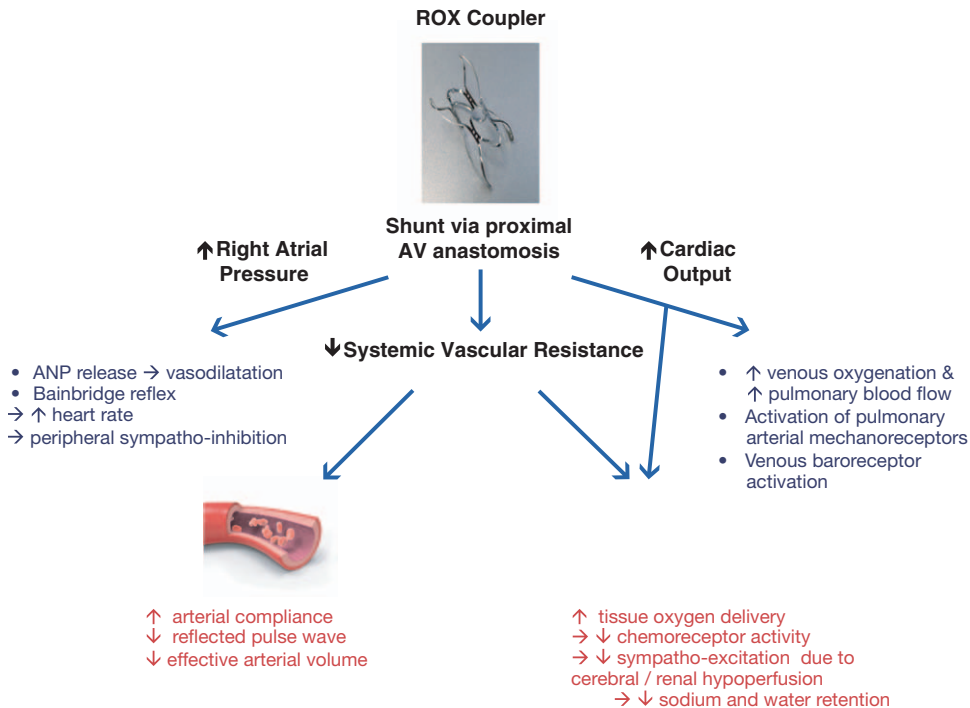 ROX Coupler
Shunt via proximal
AV anastomosis
↑ Right Atrial
Pressure
↑ Cardiac
Output
↓ Systemic Vascular Resistance
• ANP release → vasodilatation
• Bainbridge reflex
→ ↑ heart rate
→ peripheral sympatho-inhibition
• ↑ venous oxygenation &
↑ pulmonary blood flow
• Activation of pulmonary
arterial mechanoreceptors
• Venous baroreceptor
activation
↑ arterial compliance
↓ reflected pulse wave
↓ effective arterial volume
↑ tissue oxygen delivery
→ ↓ chemoreceptor activity
→ ↓ sympatho-excitation due to
cerebral / renal hypoperfusion
→ ↓ sodium and water retention